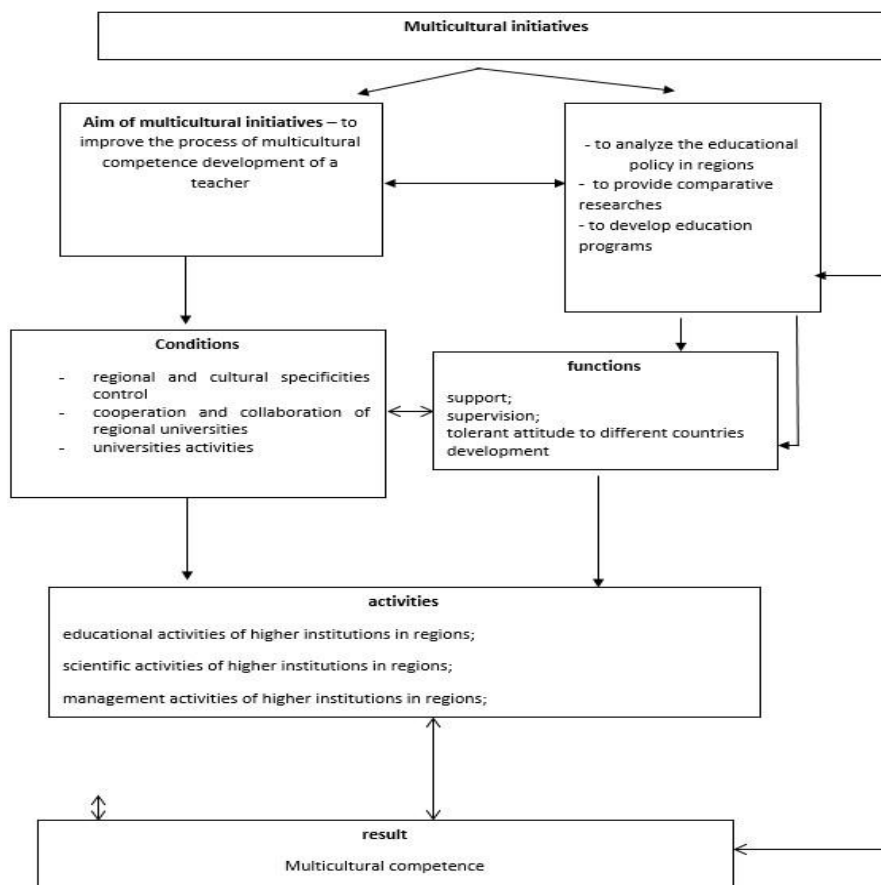 Multicultural initiatives
Aim of multicultural initiatives – to
improve the process of multicultural
competence development of a
teacher
- to analyze the educational
policy in regions
- to provide comparative
researches
- to develop education
programs
Conditions
- regional and cultural specificities
control
- cooperation and collaboration of
regional universities
- universities activities
functions
support;
supervision;
tolerant attitude to different countries
development
activities
educational activities of higher institutions in regions;
scientific activities of higher institutions in regions;
management activities of higher institutions in regions;
result
Multicultural competence